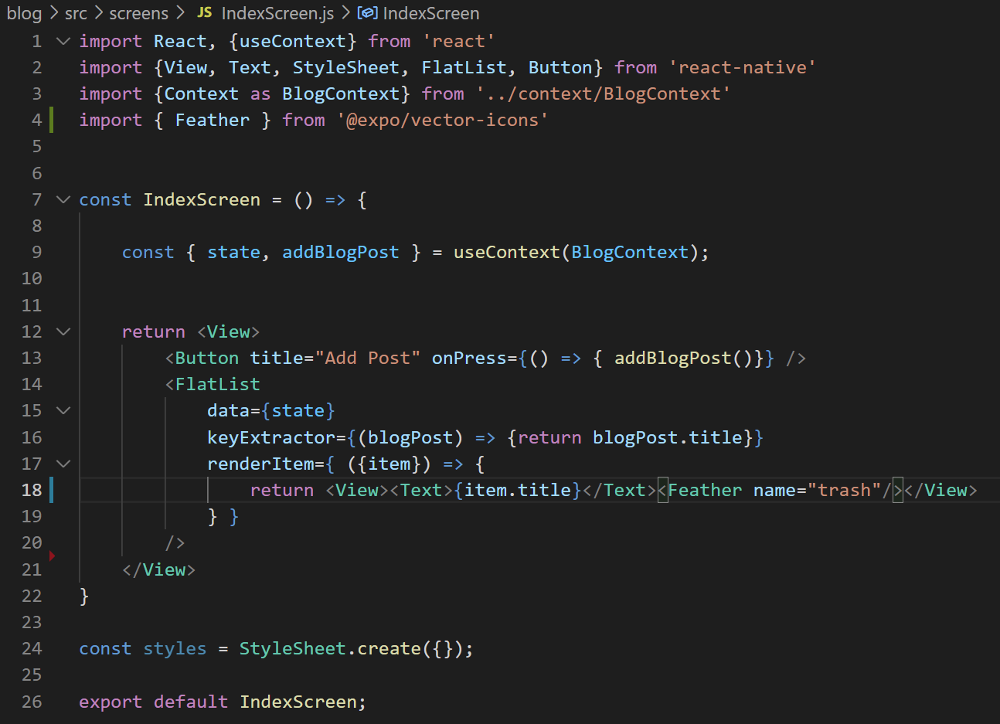 blog > src > screens > JS IndexScreen.js > IndexScreen
1 import React, {useContext} from 'react'
2 import {View, Text, StyleSheet, FlatList, Button} from 'react-native'
3 import {Context as BlogContext} from '../context/BlogContext'
4 import { Feather } from '@expo/vector-icons'
5
6
7 const IndexScreen = () => {
8
9     const { state, addBlogPost } = useContext(BlogContext);
10
11
12     return <View>
13         <Button title="Add Post" onPress={() => { addBlogPost()}} />
14         <FlatList
15             data={state}
16             keyExtractor={(blogPost) => {return blogPost.title}}
17             renderItem={ ({item}) => {
18                 return <View><Text>{item.title}</Text><Feather name="trash"/></View>
19             } }
20         />
21     </View>
22 }
23
24 const styles = StyleSheet.create({});
25
26 export default IndexScreen;